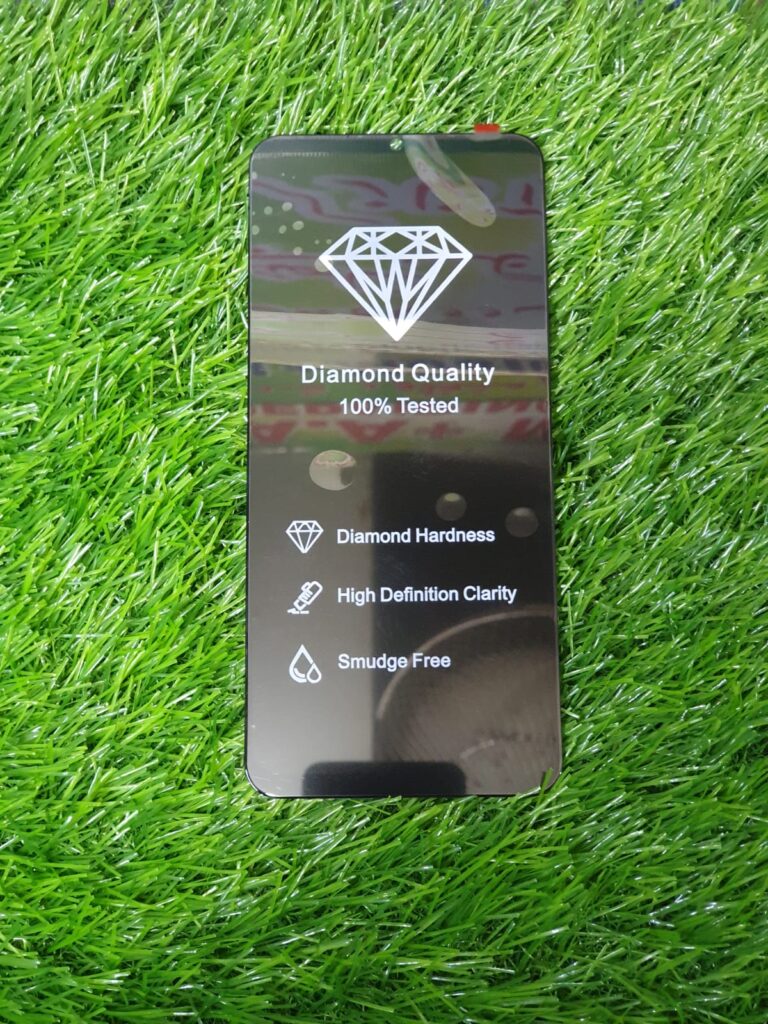 Diamond Quality
100% Tested
Diamond Hardness
High Definition Clarity
Smudge Free